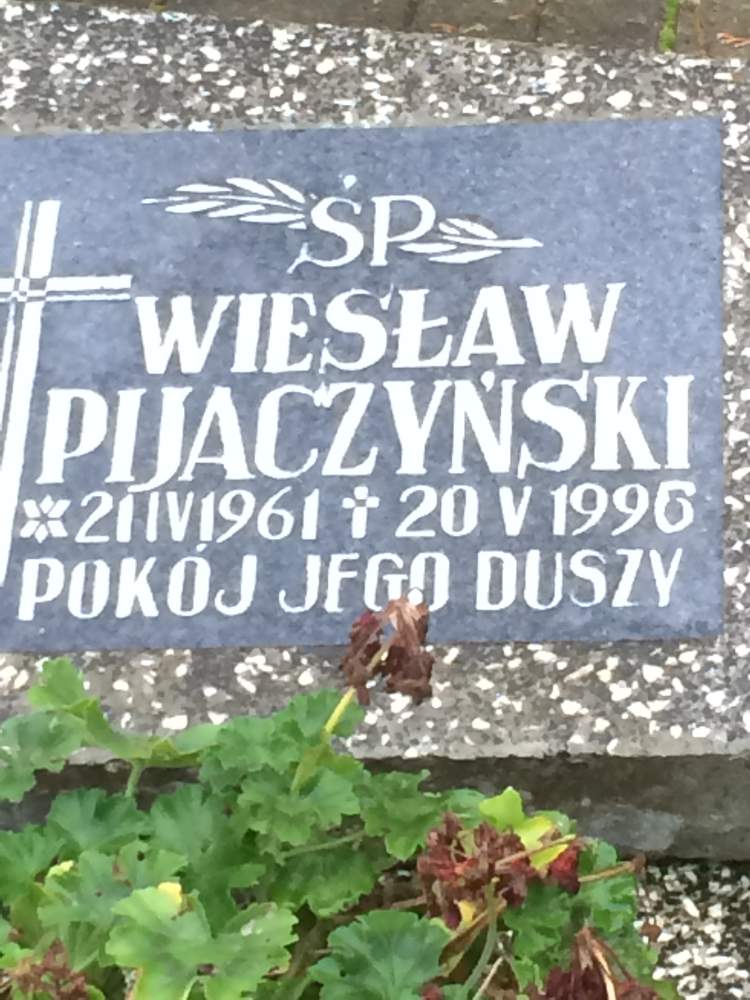 ŚP
WIESŁAW
PIJACZYŃSKI
* 21 IV 1961 † 20 V 1996
POKÓJ JEGO DUSZY